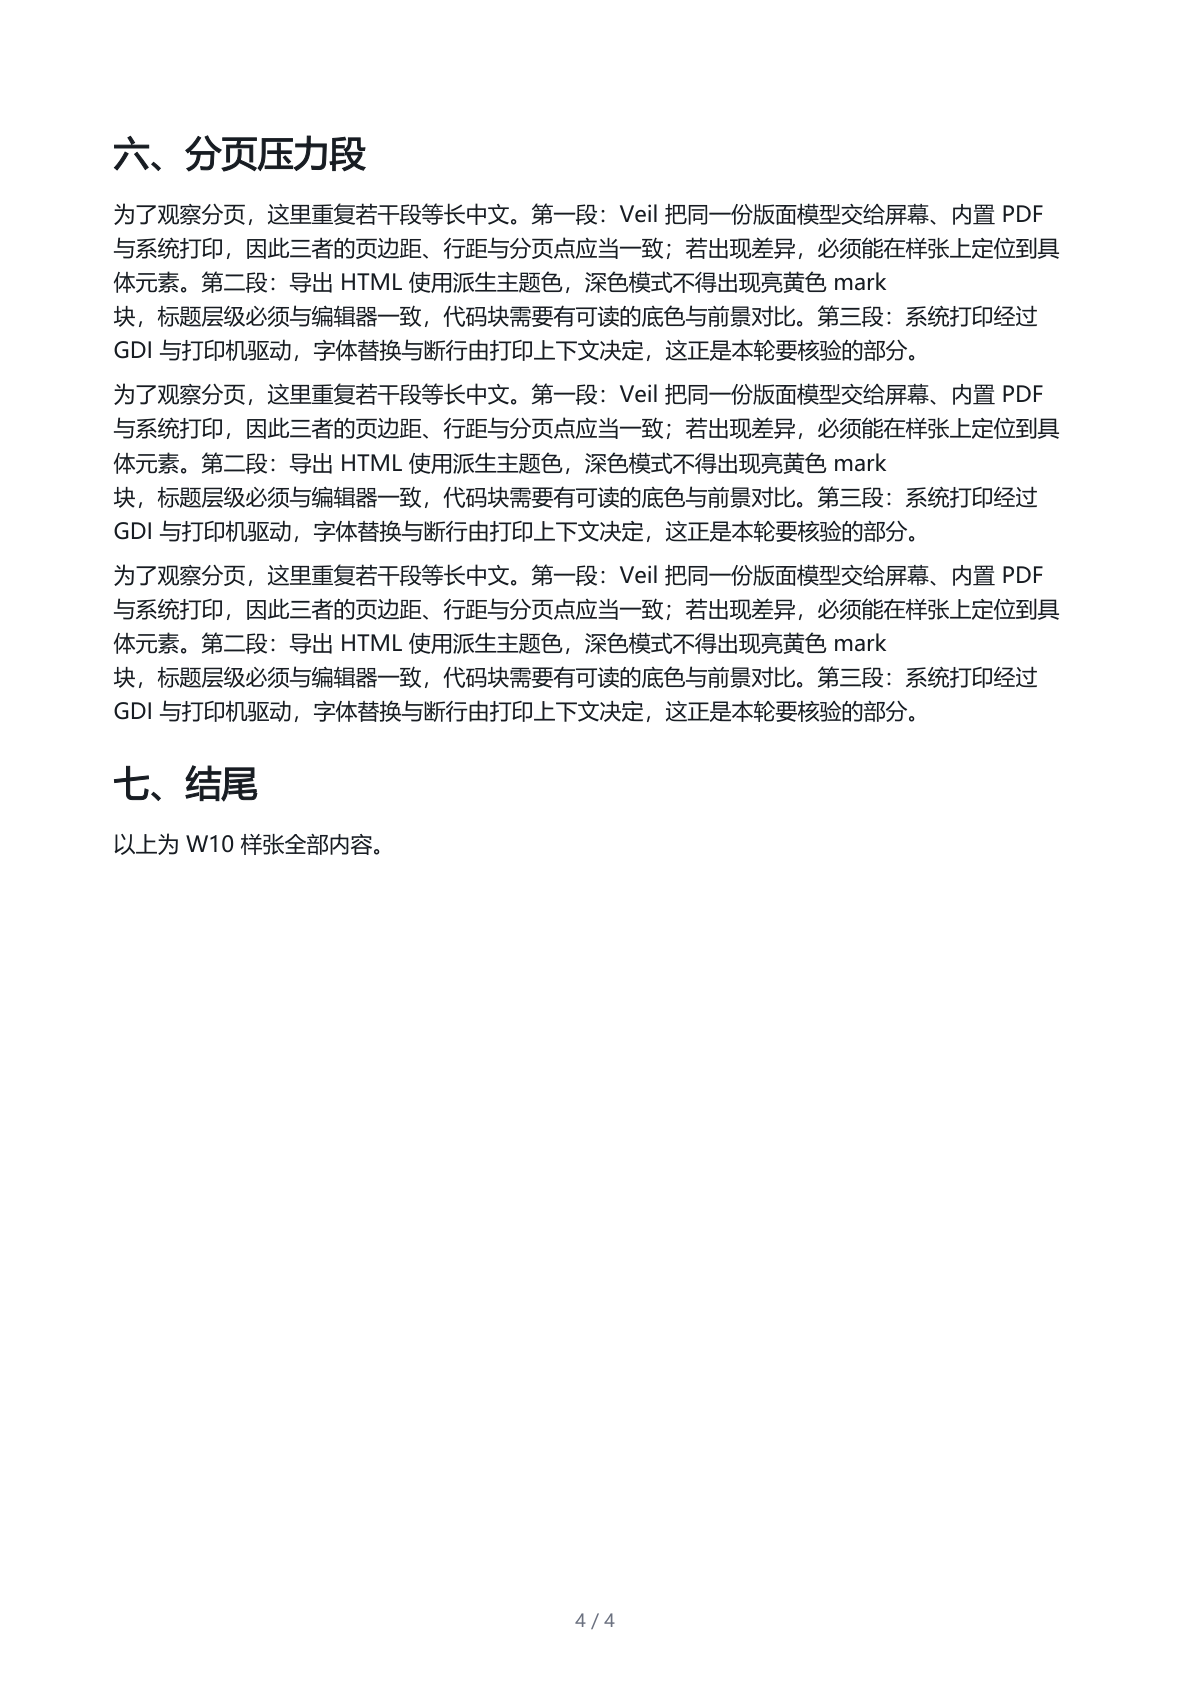 六、分页压力段
为了观察分页，这里重复若干段等长中文。第一段：Veil 把同一份版面模型交给屏幕、内置 PDF
与系统打印，因此三者的页边距、行距与分页点应当一致；若出现差异，必须能在样张上定位到具
体元素。第二段：导出 HTML 使用派生主题色，深色模式不得出现亮黄色 mark
块，标题层级必须与编辑器一致，代码块需要有可读的底色与前景对比。第三段：系统打印经过
GDI 与打印机驱动，字体替换与断行由打印上下文决定，这正是本轮要核验的部分。
为了观察分页，这里重复若干段等长中文。第一段：Veil 把同一份版面模型交给屏幕、内置 PDF
与系统打印，因此三者的页边距、行距与分页点应当一致；若出现差异，必须能在样张上定位到具
体元素。第二段：导出 HTML 使用派生主题色，深色模式不得出现亮黄色 mark
块，标题层级必须与编辑器一致，代码块需要有可读的底色与前景对比。第三段：系统打印经过
GDI 与打印机驱动，字体替换与断行由打印上下文决定，这正是本轮要核验的部分。
为了观察分页，这里重复若干段等长中文。第一段：Veil 把同一份版面模型交给屏幕、内置 PDF
与系统打印，因此三者的页边距、行距与分页点应当一致；若出现差异，必须能在样张上定位到具
体元素。第二段：导出 HTML 使用派生主题色，深色模式不得出现亮黄色 mark
块，标题层级必须与编辑器一致，代码块需要有可读的底色与前景对比。第三段：系统打印经过
GDI 与打印机驱动，字体替换与断行由打印上下文决定，这正是本轮要核验的部分。
七、结尾
以上为 W10 样张全部内容。
4 / 4